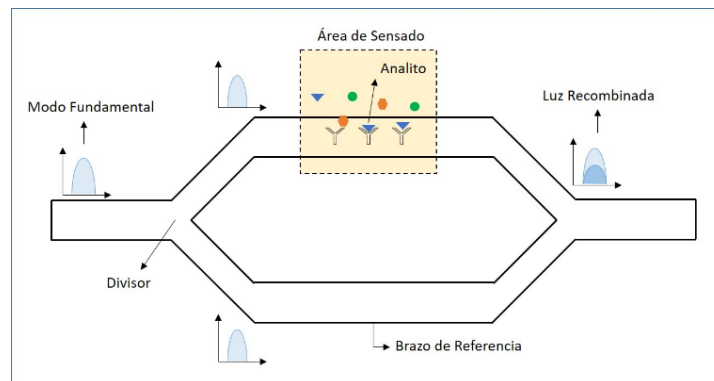 Área de Sensado
Analito
Modo Fundamental
Luz Recombinada
Divisor
Brazo de Referencia